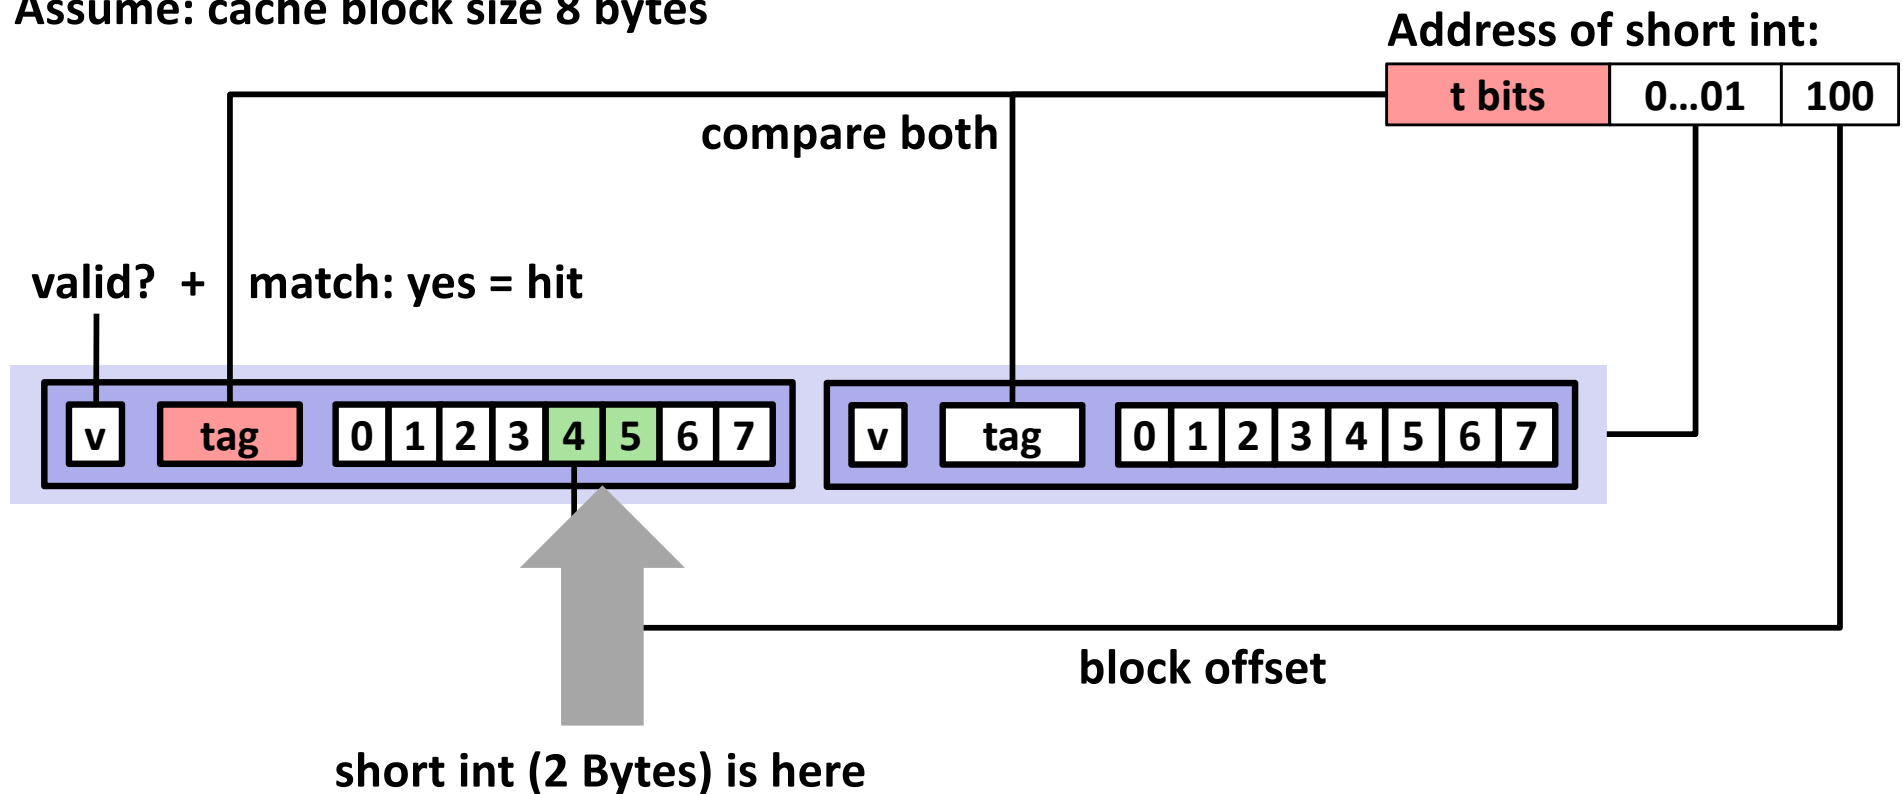 Assume: cache block size 8 bytes
Address of short int:
t bits 0...01 100
compare both
valid? + match: yes = hit
v tag 0 1 2 3 4 5 6 7 v tag 0 1 2 3 4 5 6 7
block offset
short int (2 Bytes) is here